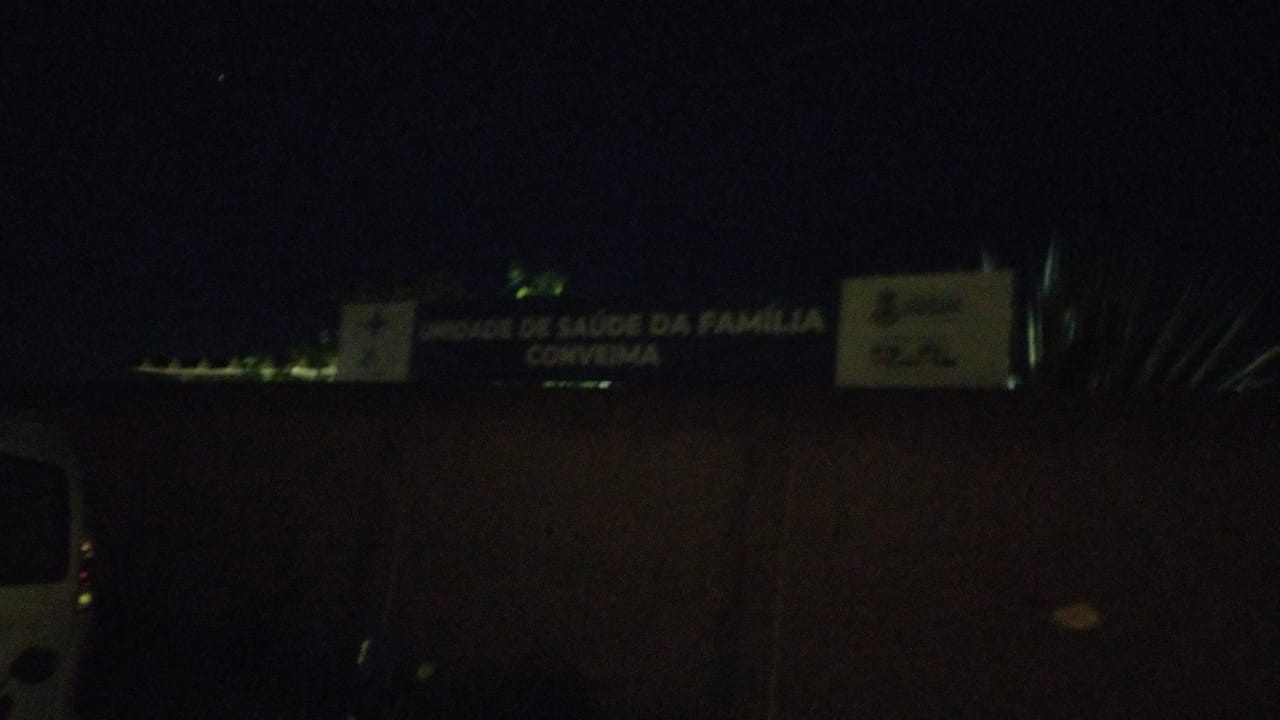 UNIDADE DE SAÚDE DA FAMÍLIA
CONVEIMA